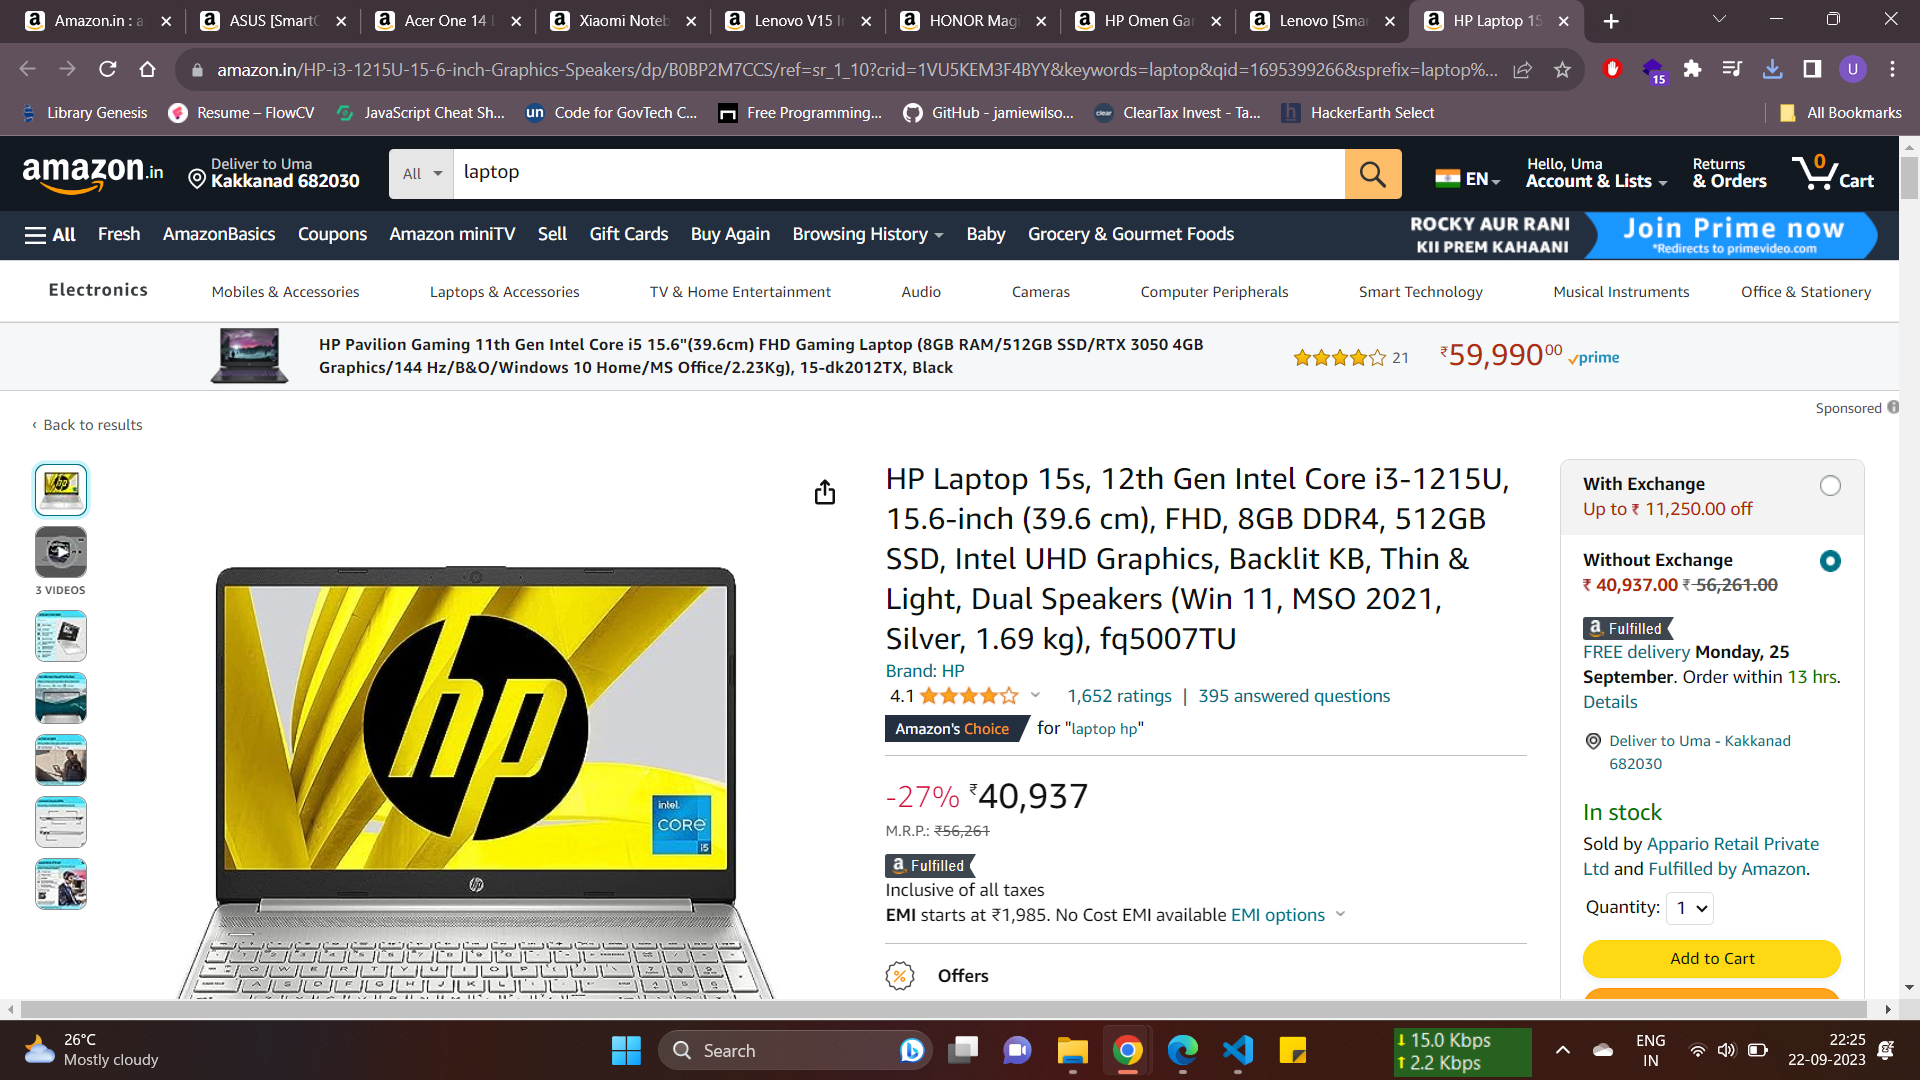 Amazon.in : a
ASUS [SmartC
Acer One 14 L
Xiaomi Noteb
Lenovo V15 In
HONOR Magi
HP Omen Gar
Lenovo [Smar
HP Laptop 15
amazon.in/HP-i3-1215U-15-6-inch-Graphics-Speakers/dp/B0BP2M7CCS/ref=sr_1_10?crid=1VU5KEM3F4BYY&keywords=laptop&qid=1695399266&sprefix=laptop%...
15
U
Library Genesis
Resume – FlowCV
JavaScript Cheat Sh...
un
Code for GovTech C...
Free Programming...
GitHub - jamiewilso...
clear
ClearTax Invest - Ta...
h
HackerEarth Select
All Bookmarks
amazon.in
Deliver to Uma
Kakkanad 682030
All
laptop
EN
Hello, Uma
Account & Lists
Returns
& Orders
0
Cart
All
Fresh
AmazonBasics
Coupons
Amazon miniTV
Sell
Gift Cards
Buy Again
Browsing History
Baby
Grocery & Gourmet Foods
ROCKY AUR RANI
KII PREM KAHAANI
Join Prime now
*Redirects to primevideo.com
Electronics
Mobiles & Accessories
Laptops & Accessories
TV & Home Entertainment
Audio
Cameras
Computer Peripherals
Smart Technology
Musical Instruments
Office & Stationery
HP Pavilion Gaming 11th Gen Intel Core i5 15.6"(39.6cm) FHD Gaming Laptop (8GB RAM/512GB SSD/RTX 3050 4GB
Graphics/144 Hz/B&O/Windows 10 Home/MS Office/2.23Kg), 15-dk2012TX, Black
21
₹59,99000
prime
Sponsored
‹ Back to results
3 VIDEOS
hp
intel.
CORE
i5
hp
HP Laptop 15s, 12th Gen Intel Core i3-1215U,
15.6-inch (39.6 cm), FHD, 8GB DDR4, 512GB
SSD, Intel UHD Graphics, Backlit KB, Thin &
Light, Dual Speakers (Win 11, MSO 2021,
Silver, 1.69 kg), fq5007TU
Brand: HP
4.1
1,652 ratings | 395 answered questions
Amazon's Choice for "laptop hp"
-27% ₹40,937
M.R.P.: ₹56,261
a Fulfilled
Inclusive of all taxes
EMI starts at ₹1,985. No Cost EMI available EMI options
Offers
With Exchange
Up to ₹ 11,250.00 off
Without Exchange
₹ 40,937.00 ₹ 56,261.00
a Fulfilled
FREE delivery Monday, 25
September. Order within 13 hrs.
Details
Deliver to Uma - Kakkanad
682030
In stock
Sold by Appario Retail Private
Ltd and Fulfilled by Amazon.
Quantity: 1
Add to Cart
26°C
Mostly cloudy
Search
15.0 Kbps
2.2 Kbps
ENG
IN
22:25
22-09-2023